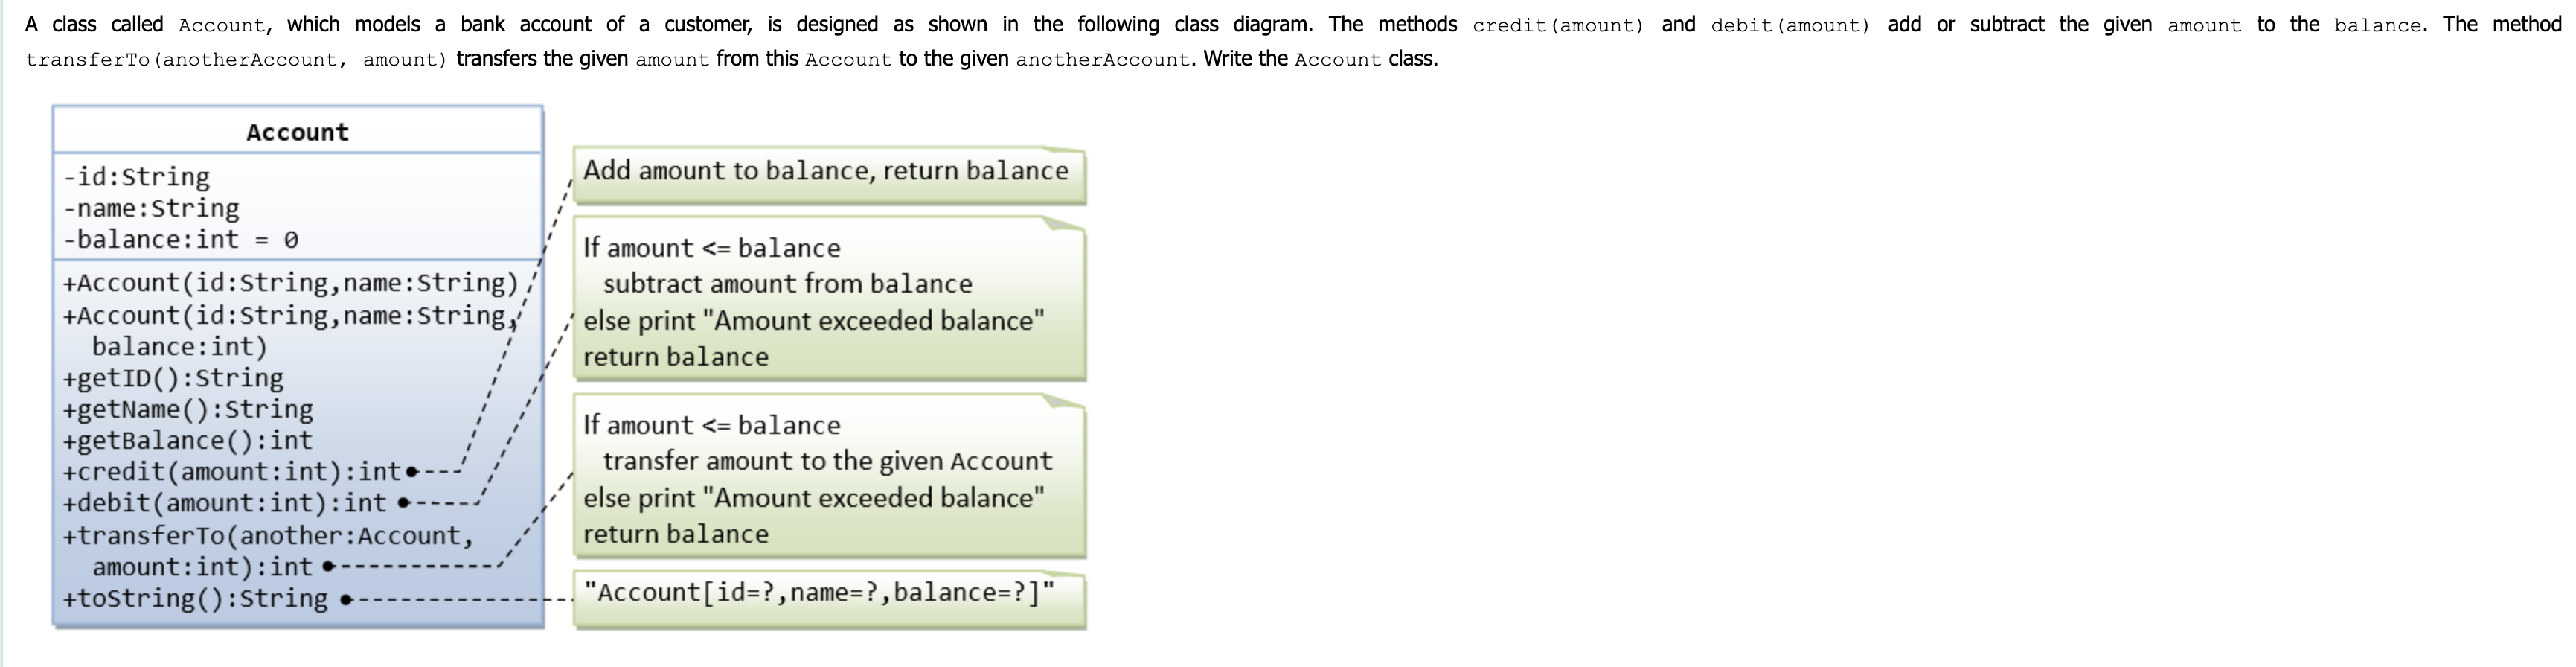 A class called Account, which models a bank account of a customer, is designed as shown in the following class diagram. The methods credit(amount) and debit(amount) add or subtract the given amount to the balance. The method
transferTo(anotherAccount, amount) transfers the given amount from this Account to the given anotherAccount. Write the Account class.
Account
-id:String
-name:String
-balance:int = 0
+Account(id:String,name:String)
+Account(id:String,name:String,
balance:int)
+getID():String
+getName():String
+getBalance():int
+credit(amount:int):int
+debit(amount:int):int
+transferTo(another:Account,
amount:int):int
+toString():String
Add amount to balance, return balance
If amount <= balance
subtract amount from balance
else print "Amount exceeded balance"
return balance
If amount <= balance
transfer amount to the given Account
else print "Amount exceeded balance"
return balance
"Account[id=?,name=?,balance=?]"